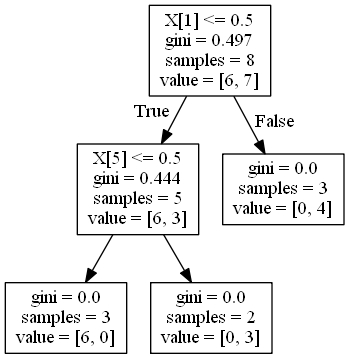 X[1] <= 0.5
gini = 0.497
samples = 8
value = [6, 7]
True
False
X[5] <= 0.5
gini = 0.444
samples = 5
value = [6, 3]
gini = 0.0
samples = 3
value = [0, 4]
gini = 0.0
samples = 3
value = [6, 0]
gini = 0.0
samples = 2
value = [0, 3]